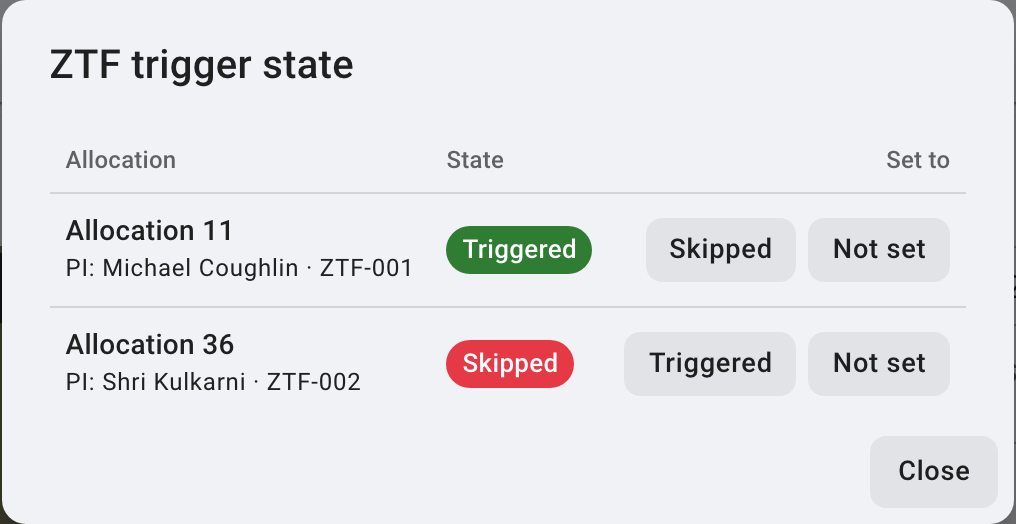 ZTF trigger state
Allocation State Set to
Allocation 11
PI: Michael Coughlin · ZTF-001
Triggered Skipped Not set
Allocation 36
PI: Shri Kulkarni · ZTF-002
Skipped Triggered Not set
Close